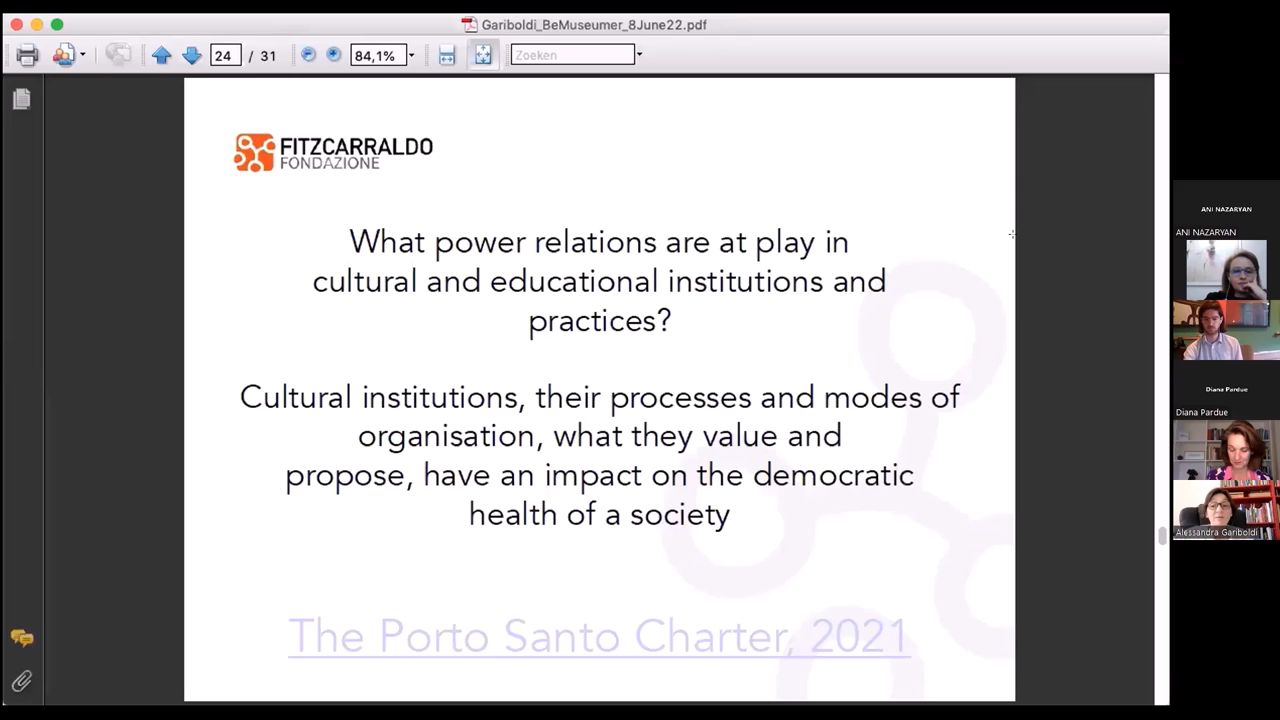 Gariboldi_BeMuseumer_8June22.pdf
24 / 31
84,1%
Zoeken
FITZCARRALDO
FONDAZIONE
What power relations are at play in
cultural and educational institutions and
practices?
Cultural institutions, their processes and modes of
organisation, what they value and
propose, have an impact on the democratic
health of a society
The Porto Santo Charter, 2021
ANI NAZARYAN
ANI NAZARYAN
Diana Pardue
Diana Pardue
Alessandra Gariboldi